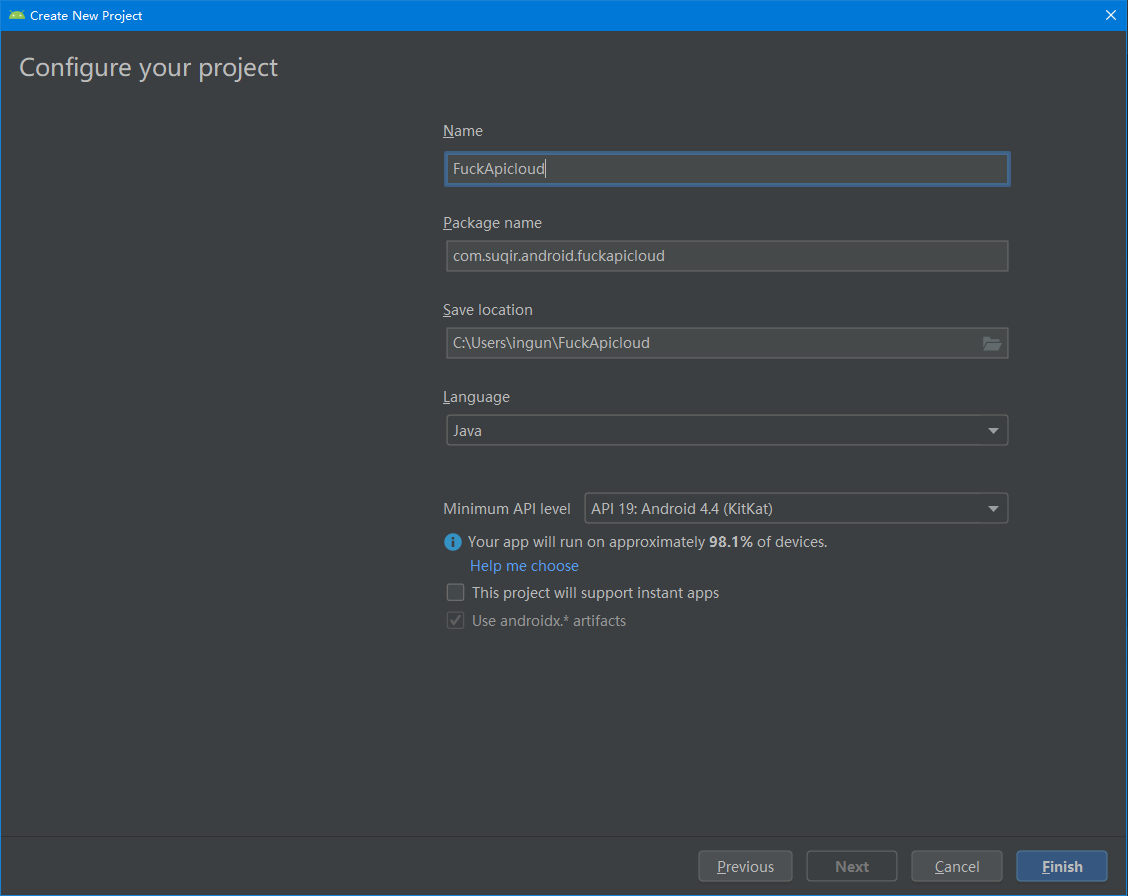 Create New Project
Configure your project
Name
FuckApicloud
Package name
com.suqir.android.fuckapicloud
Save location
C:\Users\ingun\FuckApicloud
Language
Java
Minimum API level API 19: Android 4.4 (KitKat)
Your app will run on approximately 98.1% of devices.
Help me choose
This project will support instant apps
Use androidx.* artifacts
Previous Next Cancel Finish